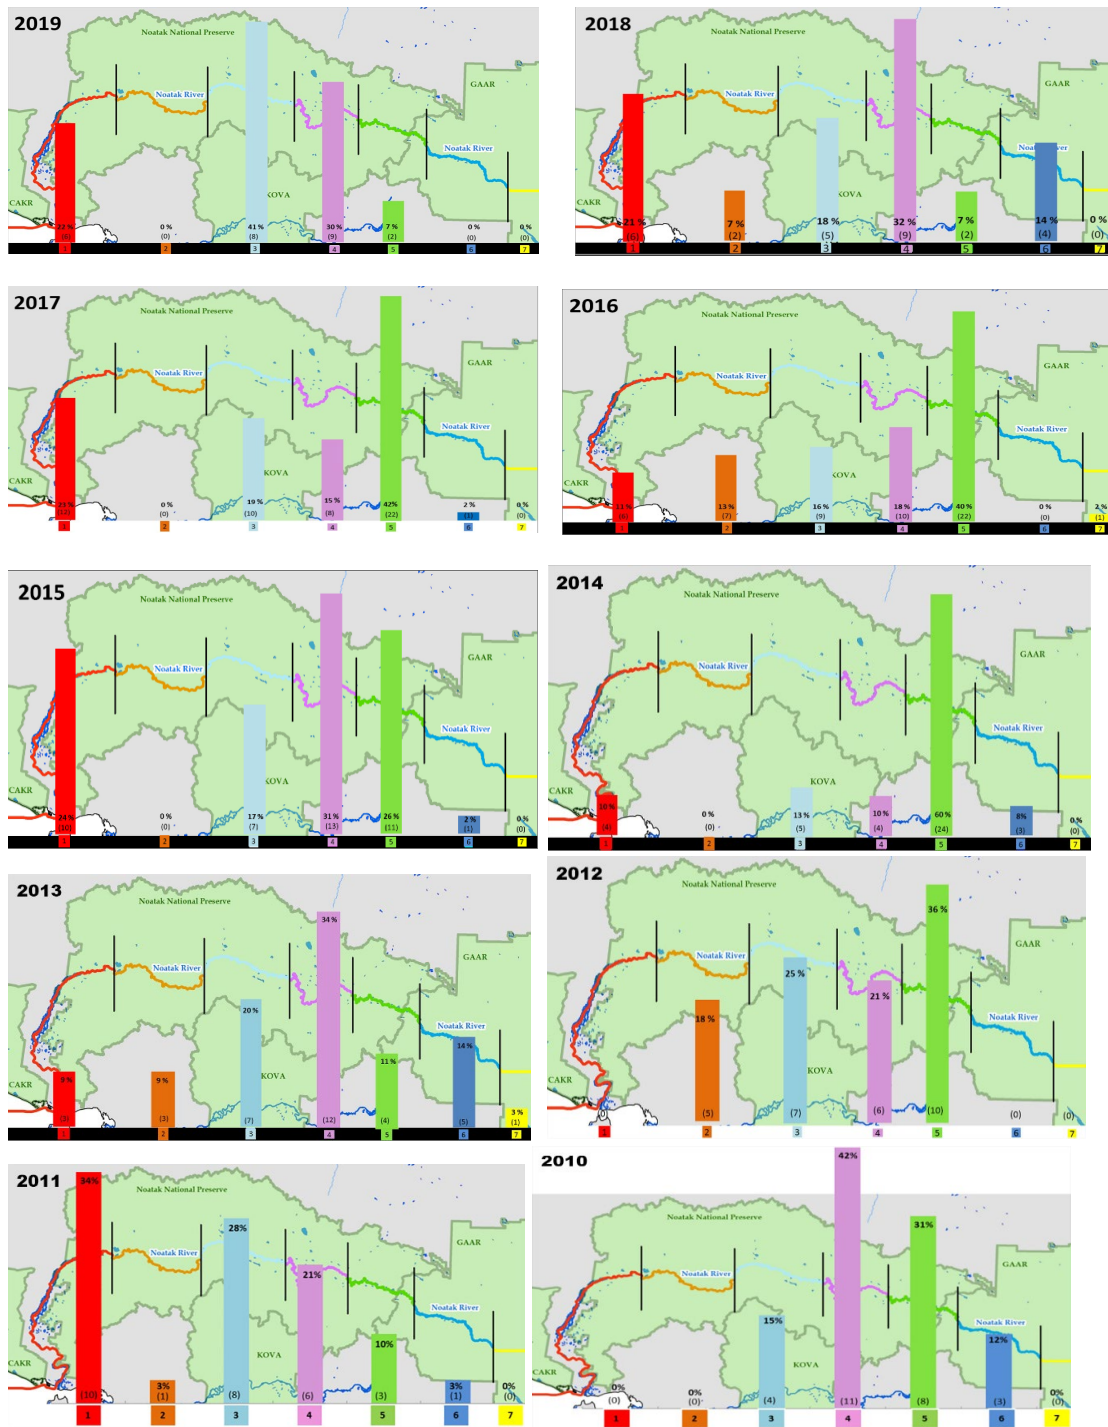 2019
Noatak National Preserve
GAAR
Noatak River
Noatak River
KOVA
CAKR
22 % 0 % 41 % 30 % 7 % 0 % 0 %
(6) (0) (8) (9) (2) (0) (0)
1 2 3 4 5 6 7
2018
Noatak National Preserve
GAAR
Noatak River
Noatak River
KOVA
CAKR
21 % 7 % 18 % 32 % 7 % 14 % 0 %
(6) (2) (5) (9) (2) (4) (0)
1 2 3 4 5 6 7
2017
Noatak National Preserve
GAAR
Noatak River
Noatak River
KOVA
CAKR
23 % 0 % 19 % 15 % 42% 2 % 0 %
(12) (0) (10) (8) (22) (1) (0)
1 2 3 4 5 6 7
2016
Noatak National Preserve
GAAR
Noatak River
Noatak River
KOVA
CAKR
11 % 13 % 16 % 18 % 40 % 0 % 2 %
(6) (7) (9) (10) (22) (0) (1)
1 2 3 4 5 6 7
2015
Noatak National Preserve
GAAR
Noatak River
Noatak River
KOVA
CAKR
24 % 0 % 17 % 31% 26 % 2 % 0 %
(10) (0) (7) (13) (11) (1) (0)
1 2 3 4 5 6 7
2014
Noatak National Preserve
GAAR
Noatak River
Noatak River
KOVA
CAKR
10 % 0 % 13 % 10 % 60 % 8% 0 %
(4) (0) (5) (4) (24) (3) (0)
1 2 3 4 5 6 7
2013
Noatak National Preserve
GAAR
Noatak River
Noatak River
KOVA
CAKR
9 % 9 % 20 % 34 % 11 % 14 % 3 %
(3) (3) (7) (12) (4) (5) (1)
1 2 3 4 5 6 7
2012
Noatak National Preserve
GAAR
Noatak River
Noatak River
KOVA
CAKR
18 % 25 % 21 % 36 %
0 (5) (7) (6) (10) (0) (0)
1 2 3 4 5 6 7
2011
Noatak National Preserve
GAAR
Noatak River
Noatak River
KOVA
CAKR
34% 3% 28% 21% 10% 3% 0%
(10) (1) (8) (6) (3) (1) (0)
1 2 3 4 5 6 7
2010
Noatak National Preserve
GAAR
Noatak River
Noatak River
KOVA
CAKR
0% 0% 15% 42% 31% 12% 0%
(0) (0) (4) (11) (8) (3) (0)
1 2 3 4 5 6 7